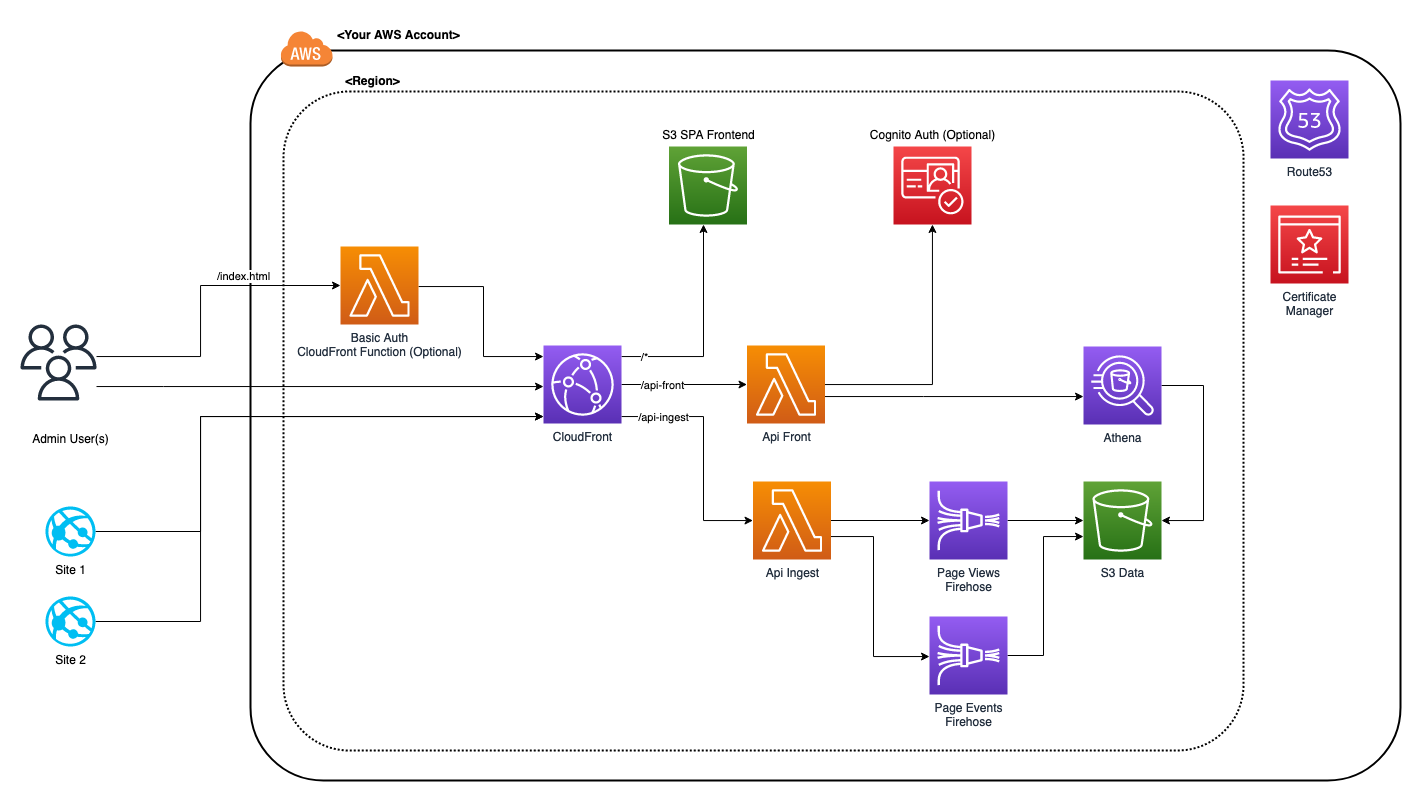 <Your AWS Account>
AWS
<Region>
53
Route53
S3 SPA Frontend
Cognito Auth (Optional)
Certificate
Manager
/index.html
Basic Auth
CloudFront Function (Optional)
/*
/api-front
/api-ingest
Admin User(s)
CloudFront
Api Front
Athena
Site 1
Api Ingest
Page Views
Firehose
S3 Data
Site 2
Page Events
Firehose